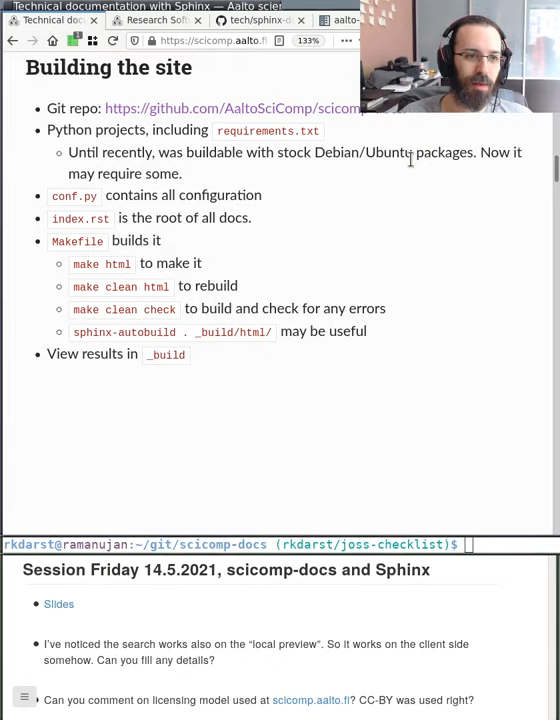 Technical documentation with Sphinx — Aalto scier
Technical doc
Research Soft
tech/sphinx-d
aalto-
https://scicomp.aalto.fi
133%
Building the site
Git repo: https://github.com/AaltoSciComp/scicomp-docs
Python projects, including requirements.txt
Until recently, was buildable with stock Debian/Ubuntu packages. Now it
may require some.
conf.py contains all configuration
index.rst is the root of all docs.
Makefile builds it
make html to make it
make clean html to rebuild
make clean check to build and check for any errors
sphinx-autobuild . _build/html/ may be useful
View results in _build
rkdarst@ramanujan:~/git/scicomp-docs (rkdarst/joss-checklist)$
Session Friday 14.5.2021, scicomp-docs and Sphinx
Slides
I've noticed the search works also on the “local preview”. So it works on the client side
somehow. Can you fill any details?
Can you comment on licensing model used at scicomp.aalto.fi? CC-BY was used right?